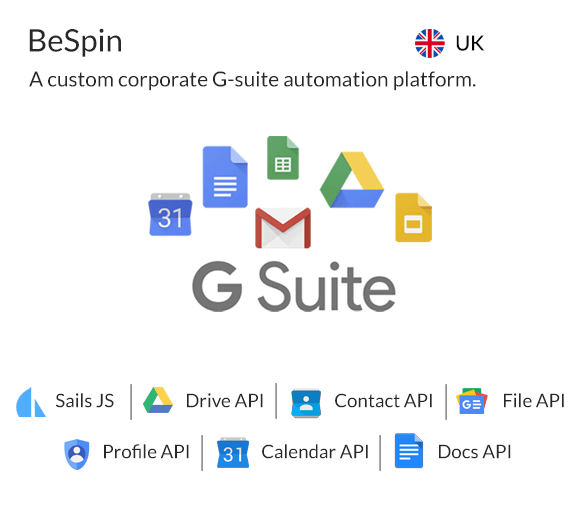 BeSpin
UK
A custom corporate G-suite automation platform.
31
G Suite
Sails JS
Drive API
Contact API
GE
File API
Profile API
31
Calendar API
Docs API